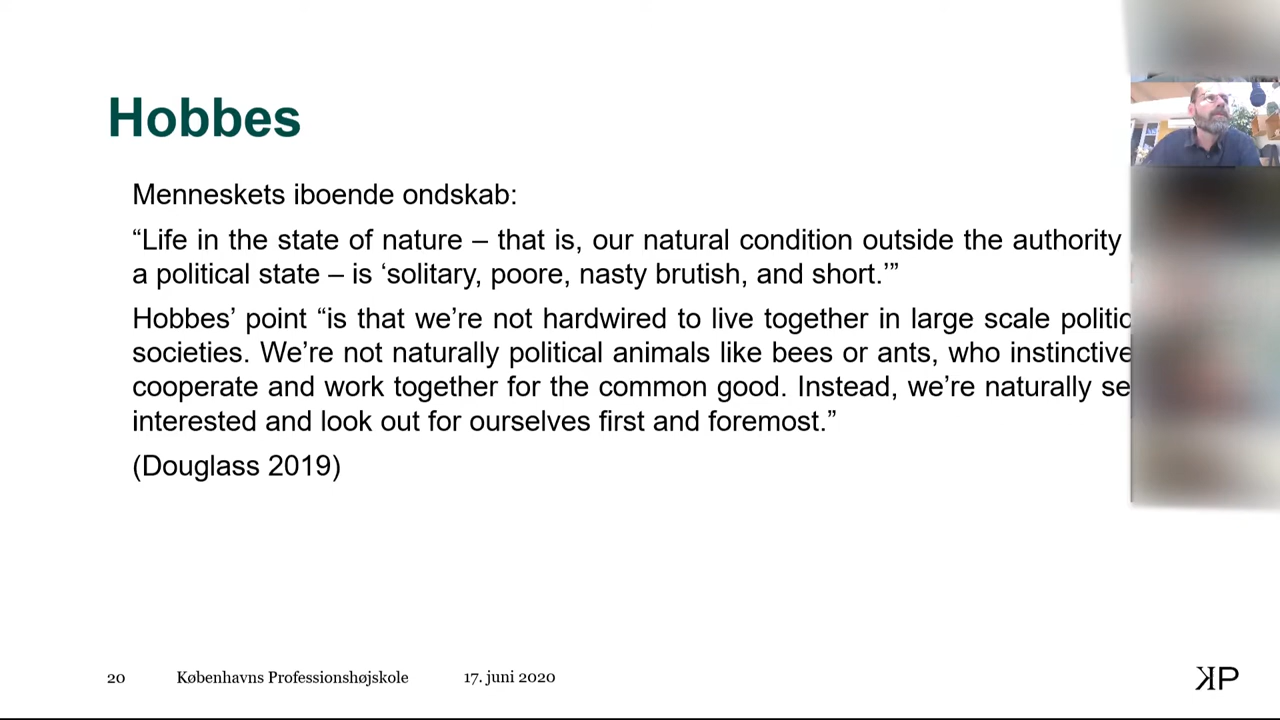 Hobbes
Menneskets iboende ondskab:
“Life in the state of nature – that is, our natural condition outside the authority
a political state – is ‘solitary, poore, nasty brutish, and short.’”
Hobbes’ point “is that we’re not hardwired to live together in large scale politic
societies. We’re not naturally political animals like bees or ants, who instinctive
cooperate and work together for the common good. Instead, we’re naturally se
interested and look out for ourselves first and foremost.”
(Douglass 2019)
20 Københavns Professionshøjskole 17. juni 2020
KP